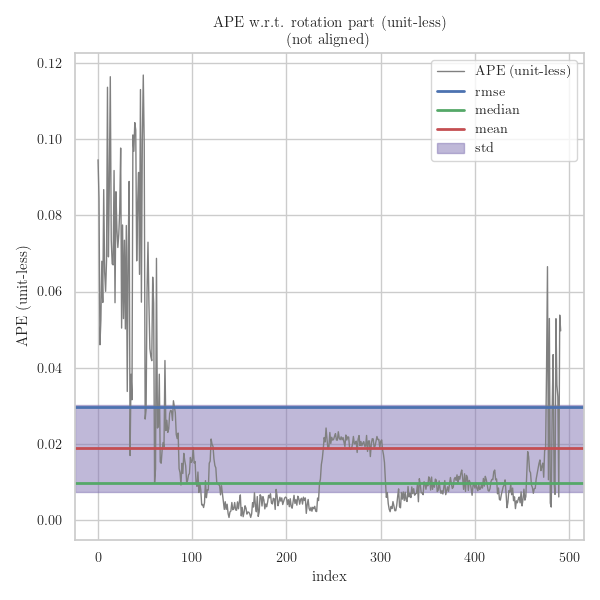 APE w.r.t. rotation part (unit-less)
(not aligned)
APE (unit-less)
rmse
median
mean
std
0.12
0.10
0.08
0.06
0.04
0.02
0.00
APE (unit-less)
0
100
200
300
400
500
index